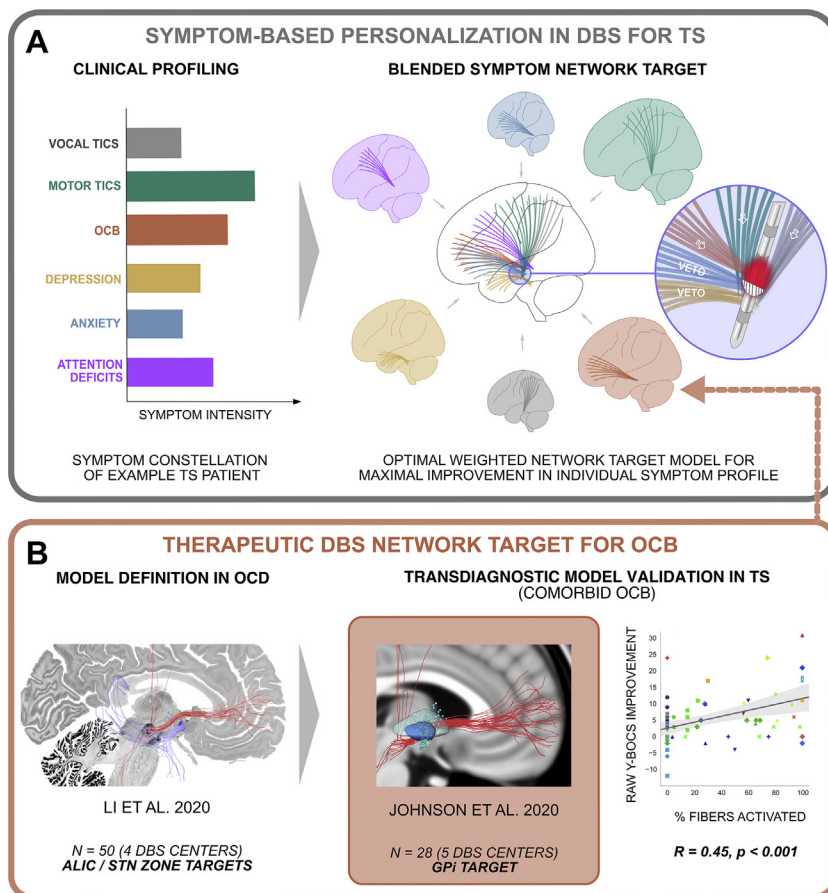 A
SYMPTOM-BASED PERSONALIZATION IN DBS FOR TS
CLINICAL PROFILING
BLENDED SYMPTOM NETWORK TARGET
VOCAL TICS
MOTOR TICS
OCB
DEPRESSION
ANXIETY
ATTENTION
DEFICITS
SYMPTOM INTENSITY
VETO
VETO
SYMPTOM CONSTELLATION
OF EXAMPLE TS PATIENT
OPTIMAL WEIGHTED NETWORK TARGET MODEL FOR
MAXIMAL IMPROVEMENT IN INDIVIDUAL SYMPTOM PROFILE
B
THERAPEUTIC DBS NETWORK TARGET FOR OCB
MODEL DEFINITION IN OCD
TRANSDIAGNOSTIC MODEL VALIDATION IN TS
(COMORBID OCB)
LI ET AL. 2020
N = 50 (4 DBS CENTERS)
ALIC / STN ZONE TARGETS
JOHNSON ET AL. 2020
N = 28 (5 DBS CENTERS)
GPi TARGET
RAW Y-BOCS IMPROVEMENT
30
25
20
15
10
5
0
−5
−10
0 20 40 60 80 100
% FIBERS ACTIVATED
R = 0.45, p < 0.001